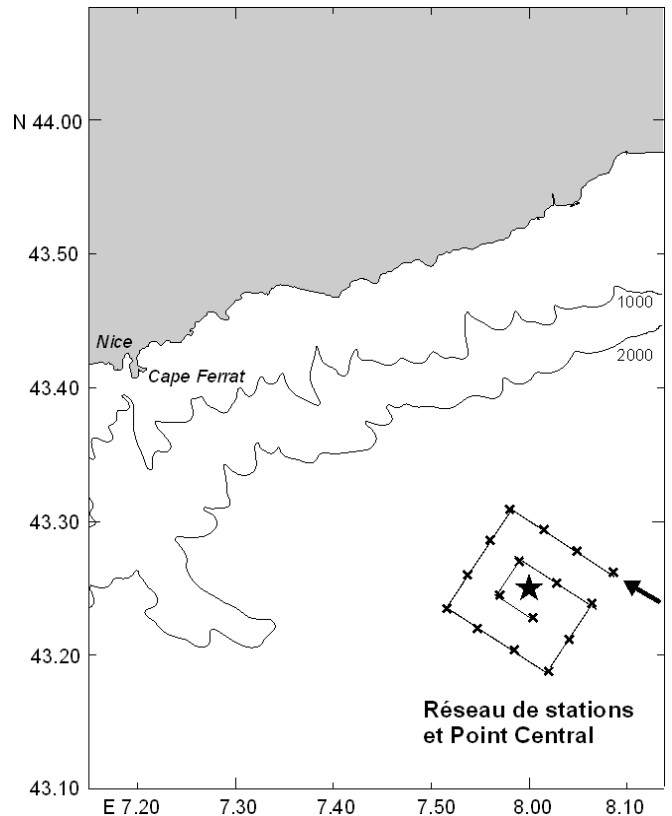 N 44.00
43.50
1000
2000
Nice
Cape Ferrat
43.40
43.30
43.20
Réseau de stations
et Point Central
43.10
E 7.20 7.30 7.40 7.50 8.00 8.10